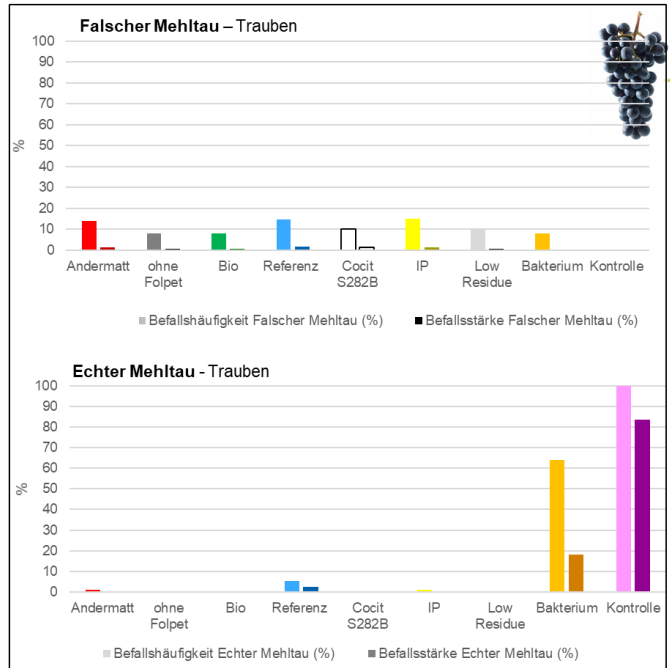 Falscher Mehltau – Trauben
100
90
80
70
60
50
40
30
20
10
0
%
Andermatt
ohne
Folpet
Bio
Referenz
Cocit
S282B
IP
Low
Residue
Bakterium
Kontrolle
Befallshäufigkeit Falscher Mehltau (%)
Befallsstärke Falscher Mehltau (%)
Echter Mehltau - Trauben
100
90
80
70
60
50
40
30
20
10
0
%
Andermatt
ohne
Folpet
Bio
Referenz
Cocit
S282B
IP
Low
Residue
Bakterium
Kontrolle
Befallshäufigkeit Echter Mehltau (%)
Befallsstärke Echter Mehltau (%)